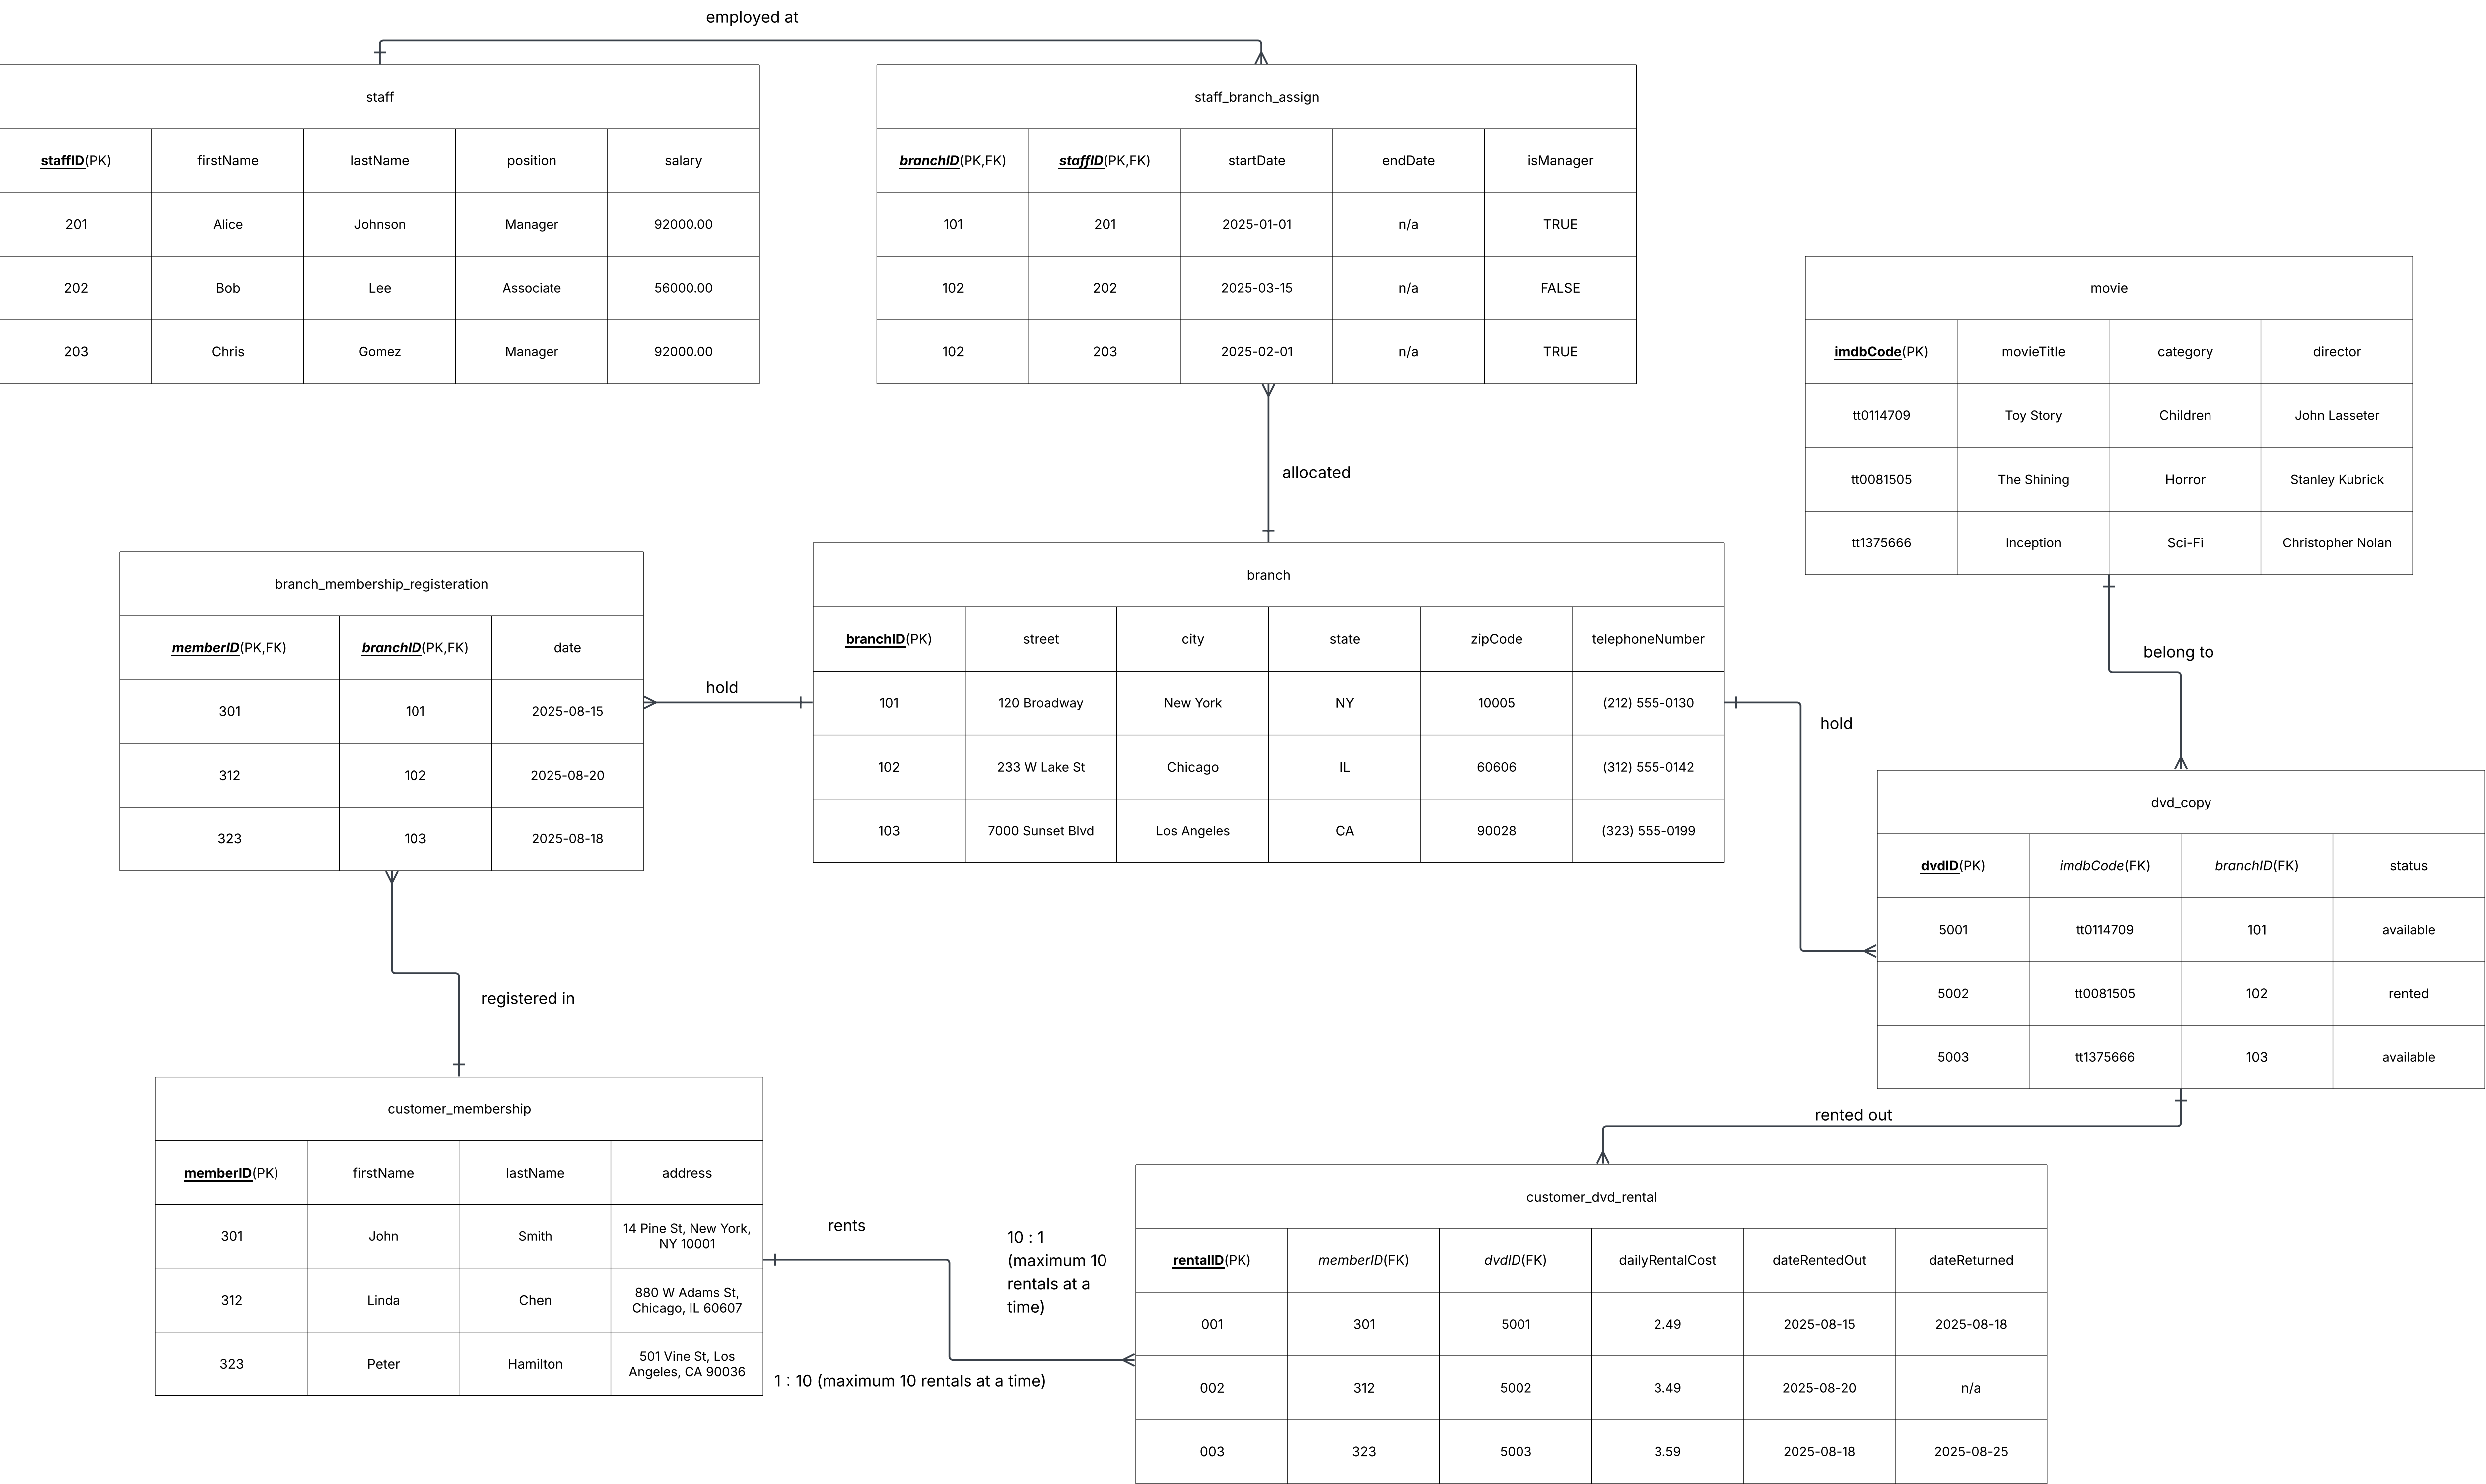 employed at
staff
staffID(PK) firstName lastName position salary
201 Alice Johnson Manager 92000.00
202 Bob Lee Associate 56000.00
203 Chris Gomez Manager 92000.00
staff_branch_assign
branchID(PK,FK) staffID(PK,FK) startDate endDate isManager
101 201 2025-01-01 n/a TRUE
102 202 2025-03-15 n/a FALSE
102 203 2025-02-01 n/a TRUE
movie
imdbCode(PK) movieTitle category director
tt0114709 Toy Story Children John Lasseter
tt0081505 The Shining Horror Stanley Kubrick
tt1375666 Inception Sci-Fi Christopher Nolan
allocated
branch_membership_registeration
memberID(PK,FK) branchID(PK,FK) date
301 101 2025-08-15
312 102 2025-08-20
323 103 2025-08-18
hold
branch
branchID(PK) street city state zipCode telephoneNumber
101 120 Broadway New York NY 10005 (212) 555-0130
102 233 W Lake St Chicago IL 60606 (312) 555-0142
103 7000 Sunset Blvd Los Angeles CA 90028 (323) 555-0199
belong to
hold
dvd_copy
dvdID(PK) imdbCode(FK) branchID(FK) status
5001 tt0114709 101 available
5002 tt0081505 102 rented
5003 tt1375666 103 available
registered in
rented out
customer_membership
memberID(PK) firstName lastName address
301 John Smith 14 Pine St, New York,
NY 10001
312 Linda Chen 880 W Adams St,
Chicago, IL 60607
323 Peter Hamilton 501 Vine St, Los
Angeles, CA 90036
rents
10 : 1
(maximum 10
rentals at a
time)
1 : 10 (maximum 10 rentals at a time)
customer_dvd_rental
rentalID(PK) memberID(FK) dvdID(FK) dailyRentalCost dateRentedOut dateReturned
001 301 5001 2.49 2025-08-15 2025-08-18
002 312 5002 3.49 2025-08-20 n/a
003 323 5003 3.59 2025-08-18 2025-08-25